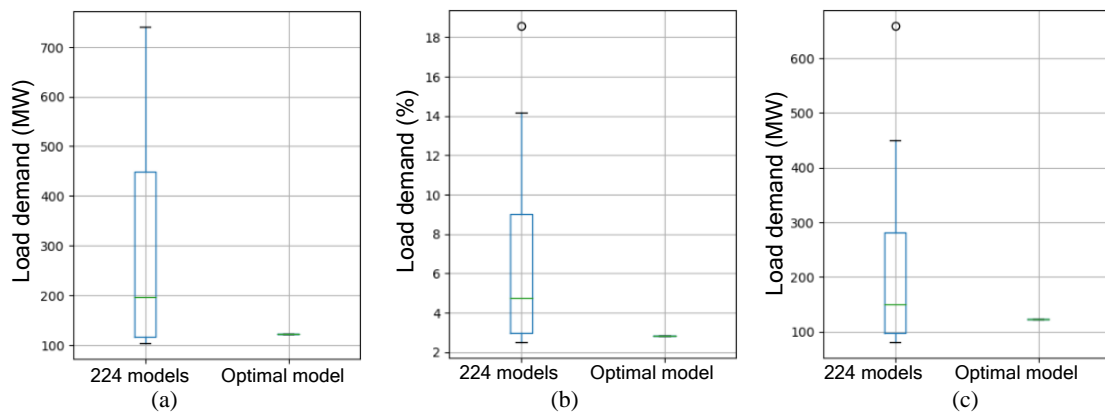 Load demand (MW)
700
600
500
400
300
200
100
224 models Optimal model
(a)
Load demand (%)
18
16
14
12
10
8
6
4
2
224 models Optimal model
(b)
Load demand (MW)
600
500
400
300
200
100
224 models Optimal model
(c)